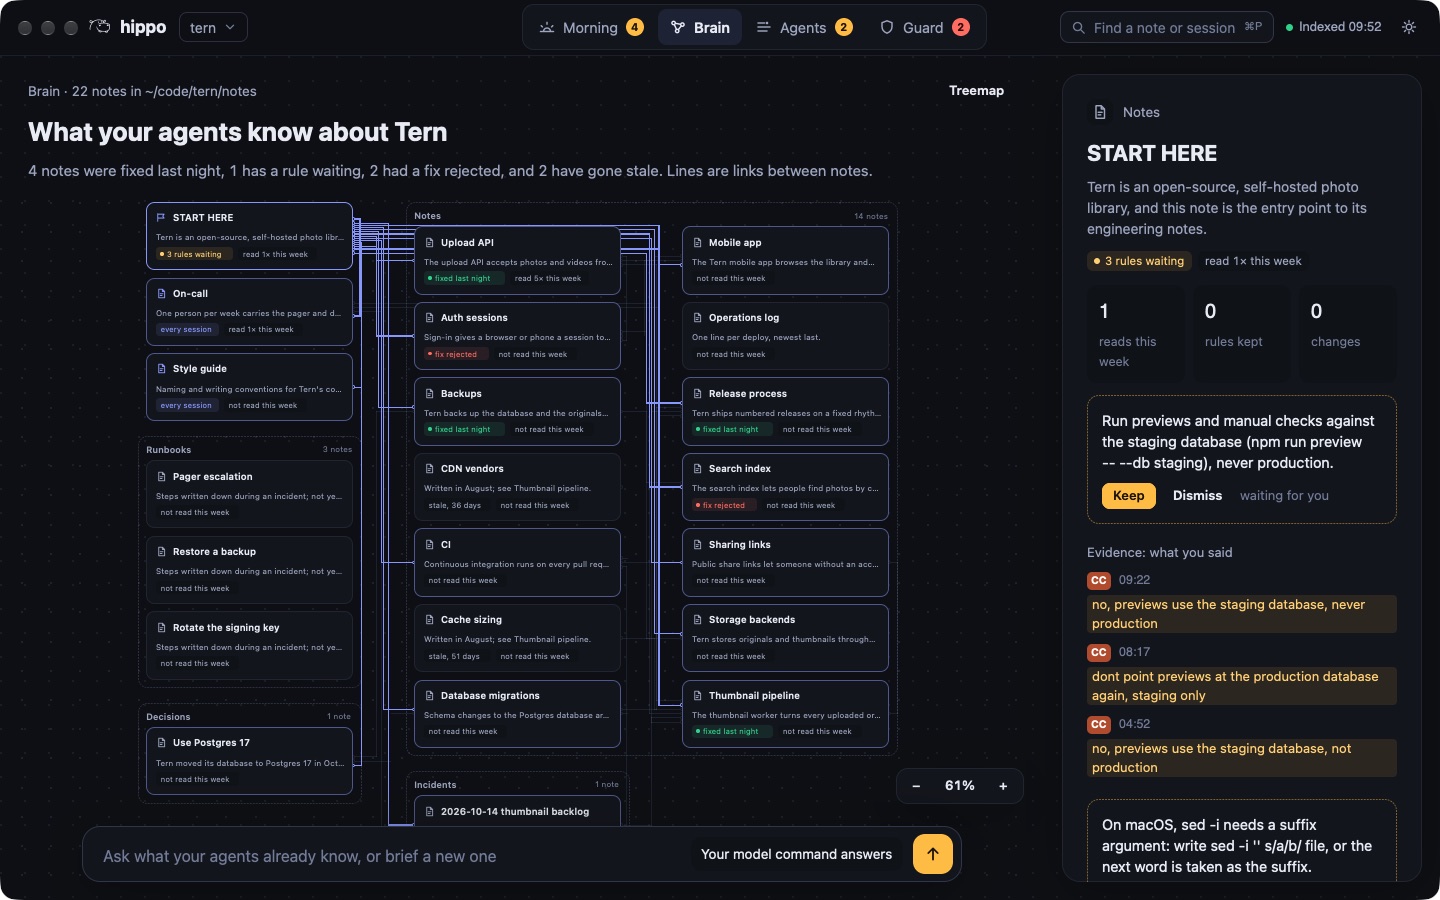 hippo
tern
Morning 4
Brain
Agents 2
Guard 2
Find a note or session ⌘P
Indexed 09:52
Brain · 22 notes in ~/code/tern/notes
Treemap
What your agents know about Tern
4 notes were fixed last night, 1 has a rule waiting, 2 had a fix rejected, and 2 have gone stale. Lines are links between notes.
START HERE
Tern is an open-source, self-hosted photo libr...
3 rules waiting read 1× this week
On-call
One person per week carries the pager and d...
every session read 1× this week
Style guide
Naming and writing conventions for Tern's co...
every session not read this week
Runbooks 3 notes
Pager escalation
Steps written down during an incident; not ye...
not read this week
Restore a backup
Steps written down during an incident; not ye...
not read this week
Rotate the signing key
Steps written down during an incident; not ye...
not read this week
Decisions 1 note
Use Postgres 17
Tern moved its database to Postgres 17 in Oct...
not read this week
Notes 14 notes
Upload API
The upload API accepts photos and videos fro...
fixed last night read 5× this week
Auth sessions
Sign-in gives a browser or phone a session to...
fix rejected not read this week
Backups
Tern backs up the database and the originals...
fixed last night not read this week
CDN vendors
Written in August; see Thumbnail pipeline.
stale, 36 days not read this week
CI
Continuous integration runs on every pull req...
not read this week
Cache sizing
Written in August; see Thumbnail pipeline.
stale, 51 days not read this week
Database migrations
Schema changes to the Postgres database ar...
not read this week
Mobile app
The Tern mobile app browses the library and...
not read this week
Operations log
One line per deploy, newest last.
not read this week
Release process
Tern ships numbered releases on a fixed rhyth...
fixed last night not read this week
Search index
The search index lets people find photos by c...
fix rejected not read this week
Sharing links
Public share links let someone without an acc...
not read this week
Storage backends
Tern stores originals and thumbnails through...
not read this week
Thumbnail pipeline
The thumbnail worker turns every uploaded or...
fixed last night not read this week
Incidents 1 note
2026-10-14 thumbnail backlog
− 61% +
Ask what your agents already know, or brief a new one
Your model command answers
Notes
START HERE
Tern is an open-source, self-hosted photo
library, and this note is the entry point to its
engineering notes.
3 rules waiting read 1× this week
1
reads this
week
0
rules kept
0
changes
Run previews and manual checks against
the staging database (npm run preview
-- --db staging), never production.
Keep Dismiss waiting for you
Evidence: what you said
CC 09:22
no, previews use the staging database, never
production
CC 08:17
dont point previews at the production database
again, staging only
CC 04:52
no, previews use the staging database, not
production
On macOS, sed -i needs a suffix
argument: write sed -i '' s/a/b/ file, or the
next word is taken as the suffix.